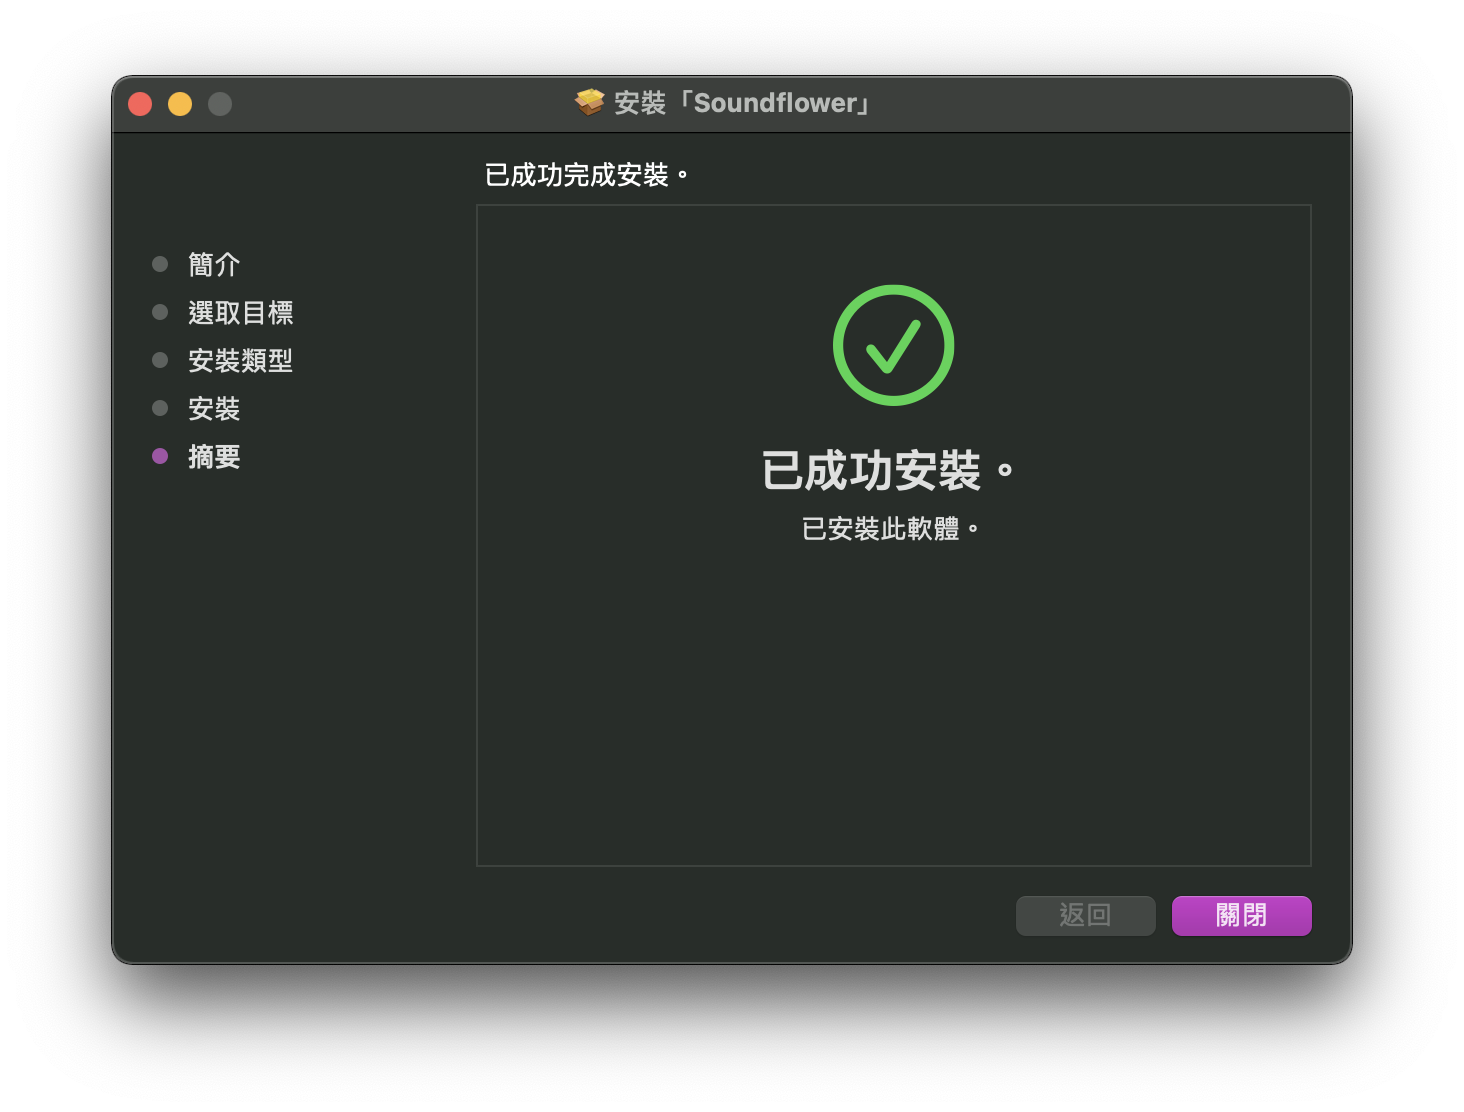 安裝「Soundflower」
已成功完成安裝。
簡介
選取目標
安裝類型
安裝
摘要
已成功安裝。
已安裝此軟體。
返回
關閉